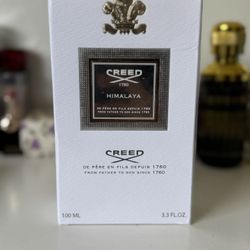 CREED
1760
HIMALAYA
DE PÈRE EN FILS DEPUIS 1760
FROM FATHER TO SON SINCE 1760
CREED
DE PÈRE EN FILS DEPUIS 1760
FROM FATHER TO SON SINCE 1760
100 ML 3.3 FL.OZ.